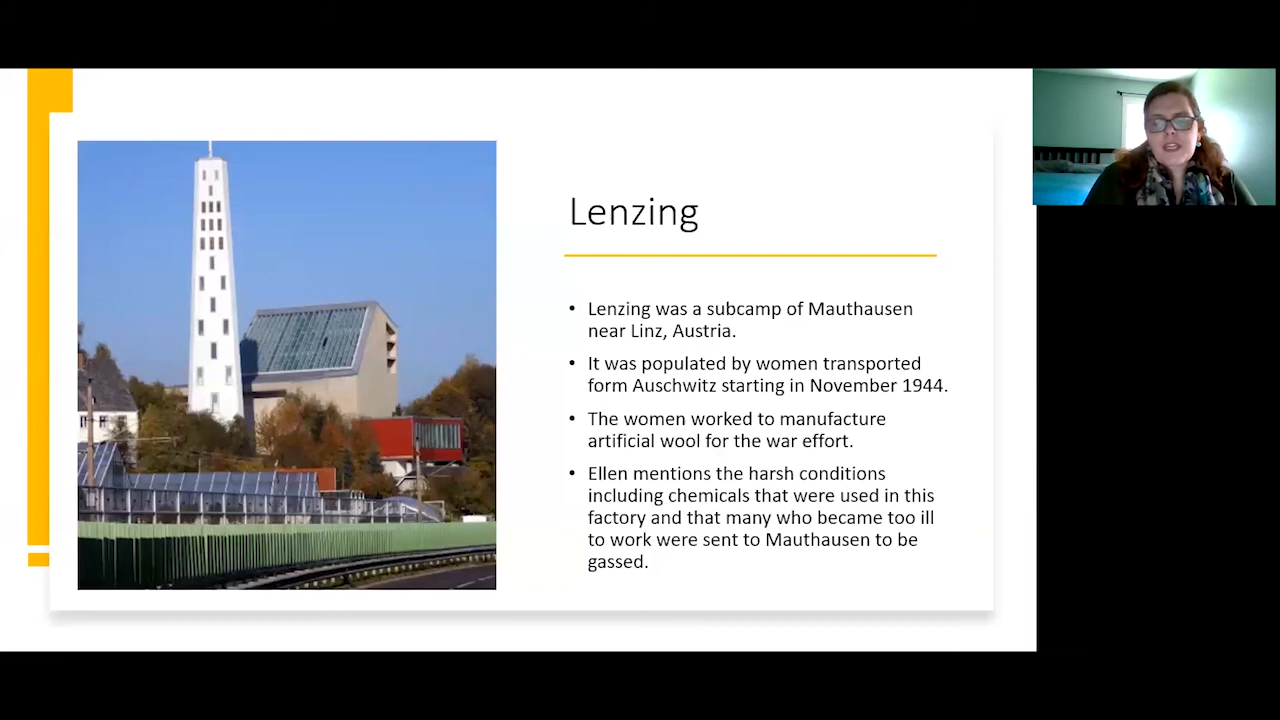 Lenzing
• Lenzing was a subcamp of Mauthausen
near Linz, Austria.
• It was populated by women transported
form Auschwitz starting in November 1944.
• The women worked to manufacture
artificial wool for the war effort.
• Ellen mentions the harsh conditions
including chemicals that were used in this
factory and that many who became too ill
to work were sent to Mauthausen to be
gassed.